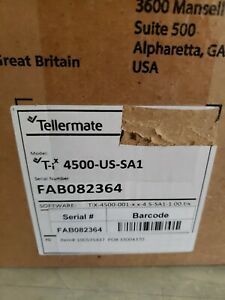 3600 Mansell
Suite 500
Alpharetta, GA
USA
Great Britain
Tellermate
Model:
T-iX 4500-US-SA1
Serial Number
FAB082364
SOFTWARE:
Serial #
Barcode
FAB082364